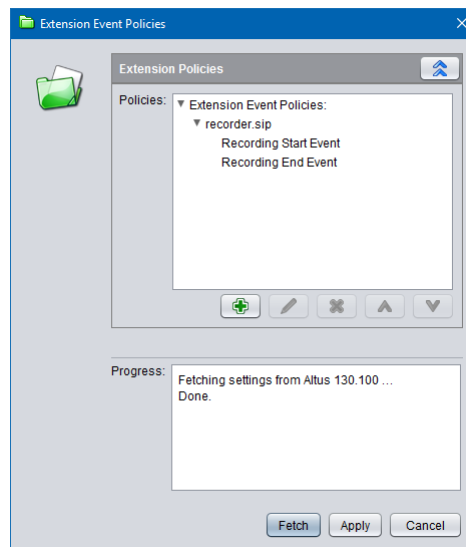 Extension Event Policies
Extension Policies
Policies:
Extension Event Policies:
recorder.sip
Recording Start Event
Recording End Event
Progress:
Fetching settings from Altus 130.100 ...
Done.
Fetch Apply Cancel